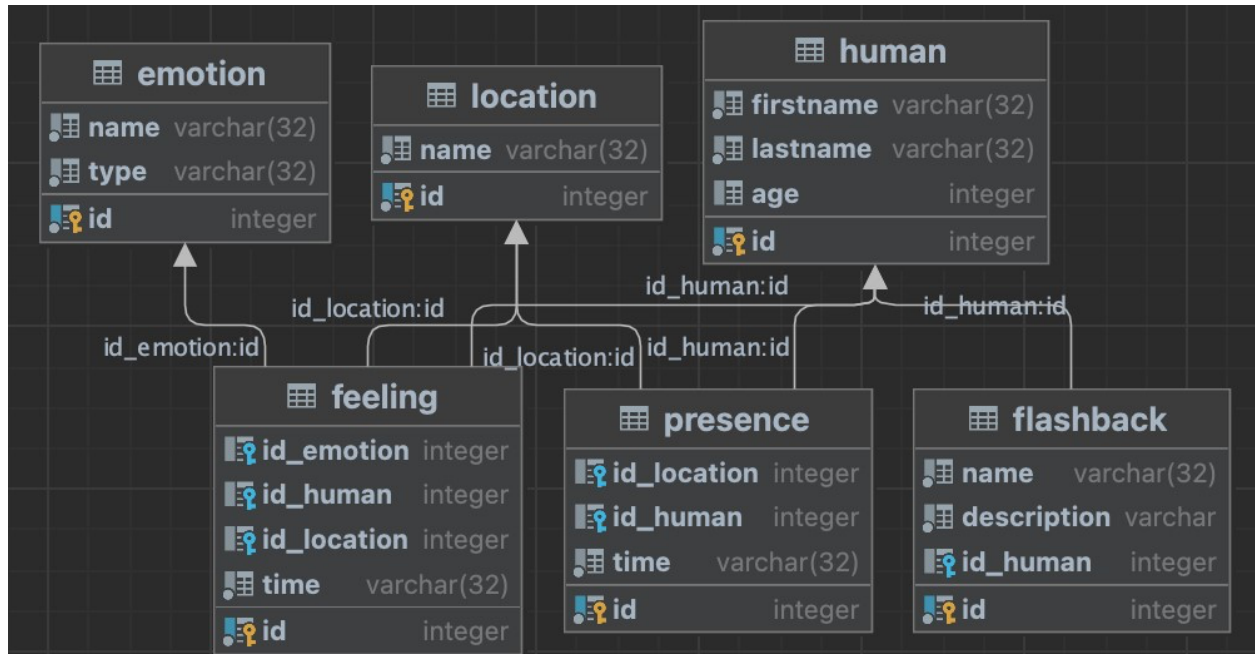 emotion
name varchar(32)
type varchar(32)
id integer
location
name varchar(32)
id integer
human
firstname varchar(32)
lastname varchar(32)
age integer
id integer
id_human:id
id_location:id
id_human:id
id_emotion:id
id_location:id
id_human:id
feeling
id_emotion integer
id_human integer
id_location integer
time varchar(32)
id integer
presence
id_location integer
id_human integer
time varchar(32)
id integer
flashback
name varchar(32)
description varchar
id_human integer
id integer